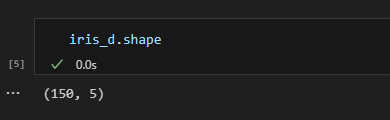 iris_d.shape
[5]
0.0s
(150, 5)